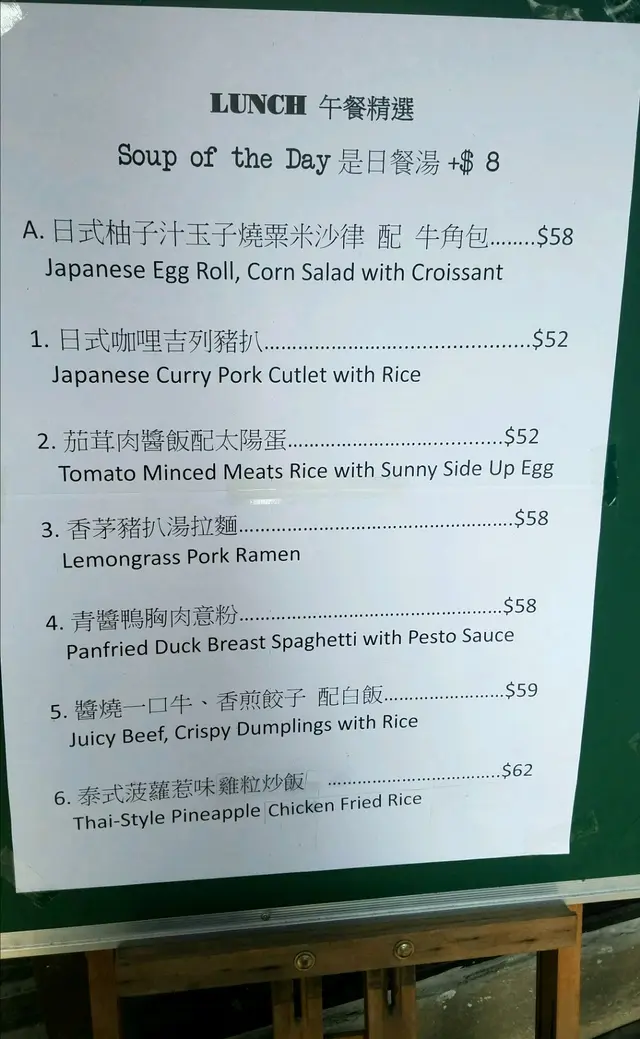 LUNCH 午餐精選
Soup of the Day 是日餐湯 +$ 8
A. 日式柚子汁玉子燒粟米沙律 配 牛角包........$58
Japanese Egg Roll, Corn Salad with Croissant
1. 日式咖哩吉列豬扒......................................................$52
Japanese Curry Pork Cutlet with Rice
2. 茄茸肉醬飯配太陽蛋...........................................$52
Tomato Minced Meats Rice with Sunny Side Up Egg
3. 香茅豬扒湯拉麵......................................................$58
Lemongrass Pork Ramen
4. 青醬鴨胸肉意粉......................................................$58
Panfried Duck Breast Spaghetti with Pesto Sauce
5. 醬燒一口牛、香煎餃子 配白飯........................$59
Juicy Beef, Crispy Dumplings with Rice
6. 泰式菠蘿惹味雞粒炒飯 ...................................$62
Thai-Style Pineapple Chicken Fried Rice